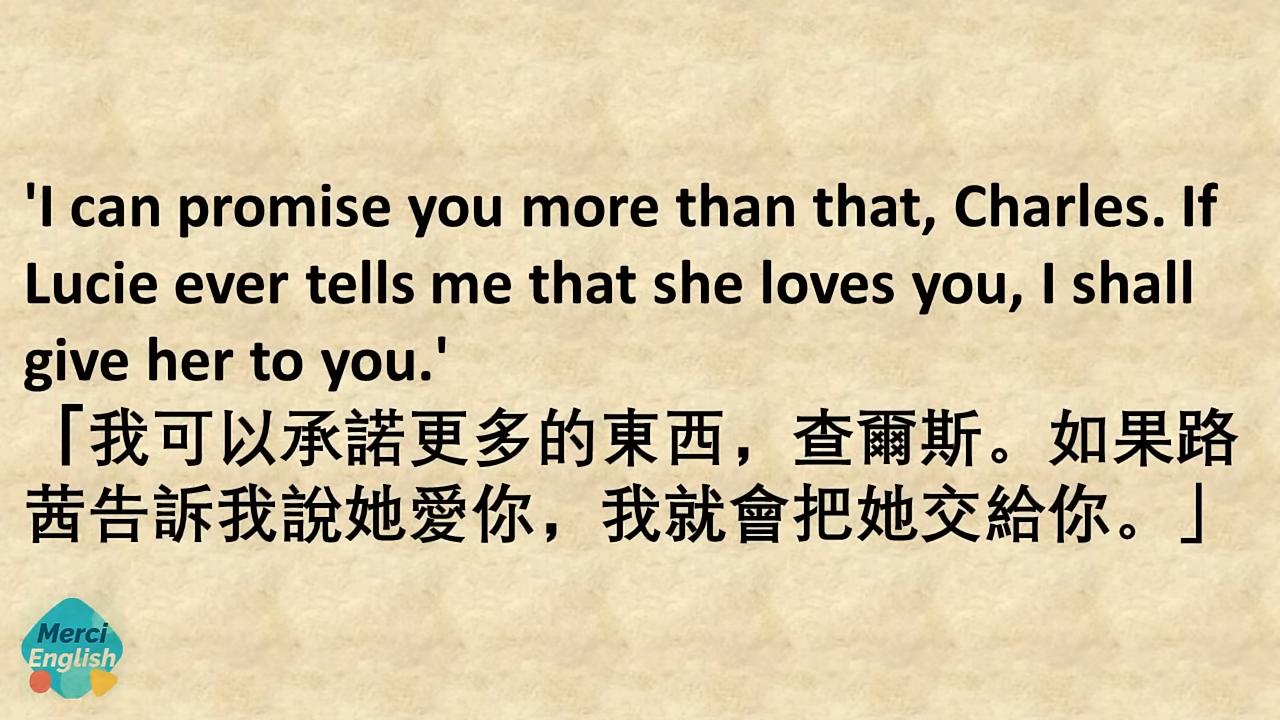 'I can promise you more than that, Charles. If
Lucie ever tells me that she loves you, I shall
give her to you.'
「我可以承諾更多的東西，查爾斯。如果路
茜告訴我說她愛你，我就會把她交給你。」
Merci
English